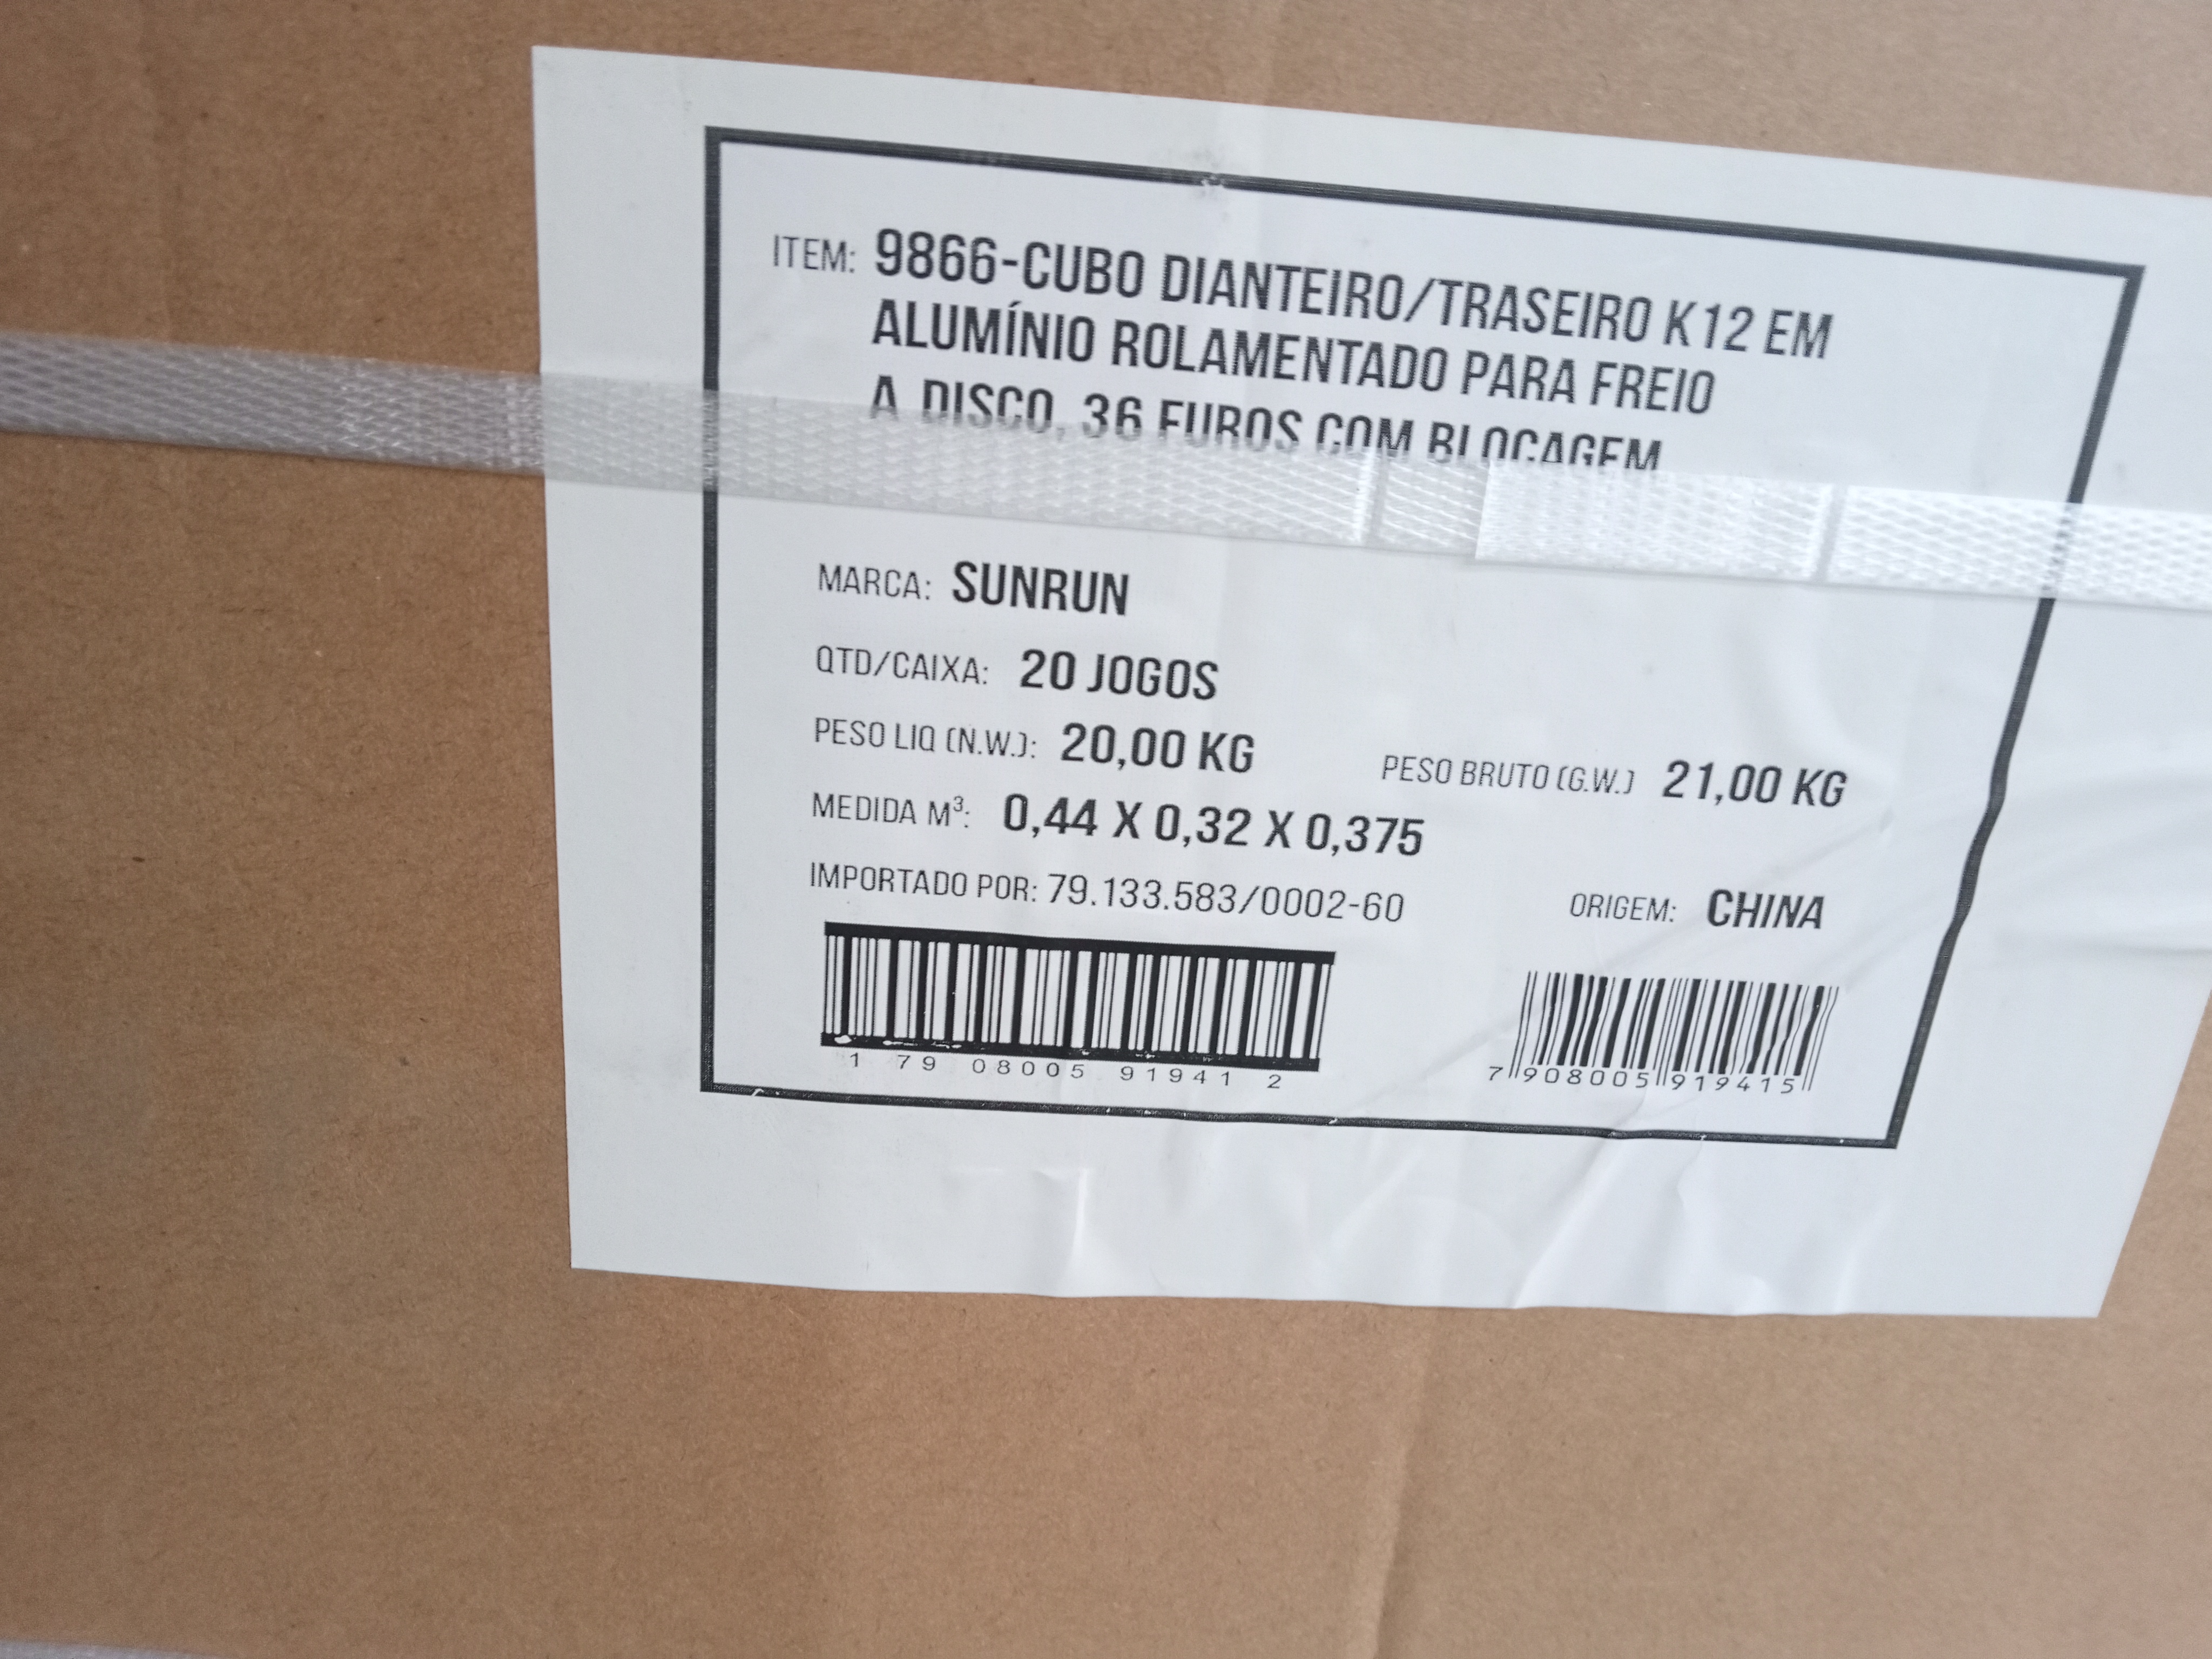 ITEM: 9866-CUBO DIANTEIRO/TRASEIRO K12 EM
ALUMÍNIO ROLAMENTADO PARA FREIO
A DISCO, 36 FUROS COM BLOCAGEM
MARCA: SUNRUN
QTD/CAIXA: 20 JOGOS
PESO LIQ (N.W.): 20,00 KG PESO BRUTO (G.W.) 21,00 KG
MEDIDA M³: 0,44 X 0,32 X 0,375
IMPORTADO POR: 79.133.583/0002-60 ORIGEM: CHINA
1 79 08005 91941 2
7 908005 919415